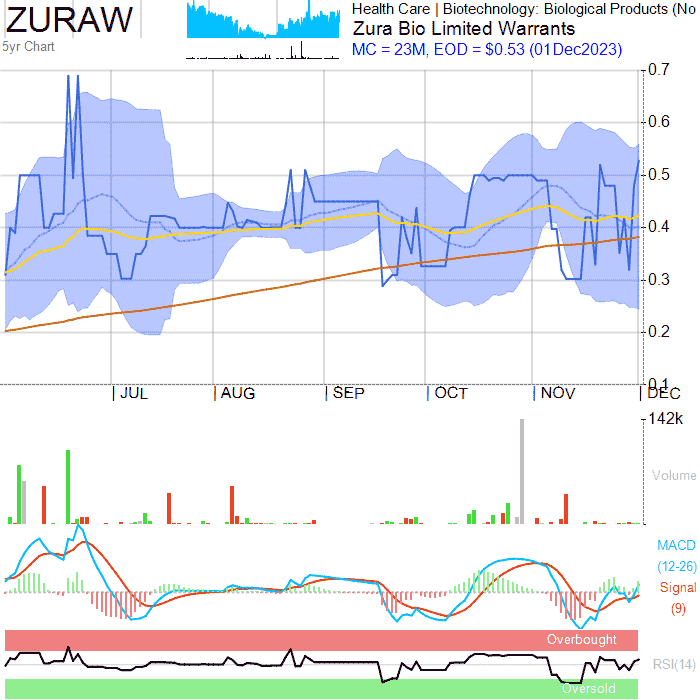 ZURAW
5yr Chart
Health Care | Biotechnology: Biological Products (No
Zura Bio Limited Warrants
MC = 23M, EOD = $0.53 (01Dec2023)
0.7
0.6
0.5
0.4
0.3
0.2
0.1
| JUL | AUG | SEP | OCT | NOV | DEC
142k
Volume
MACD
(12-26)
Signal
(9)
Overbought
RSI(14)
Oversold